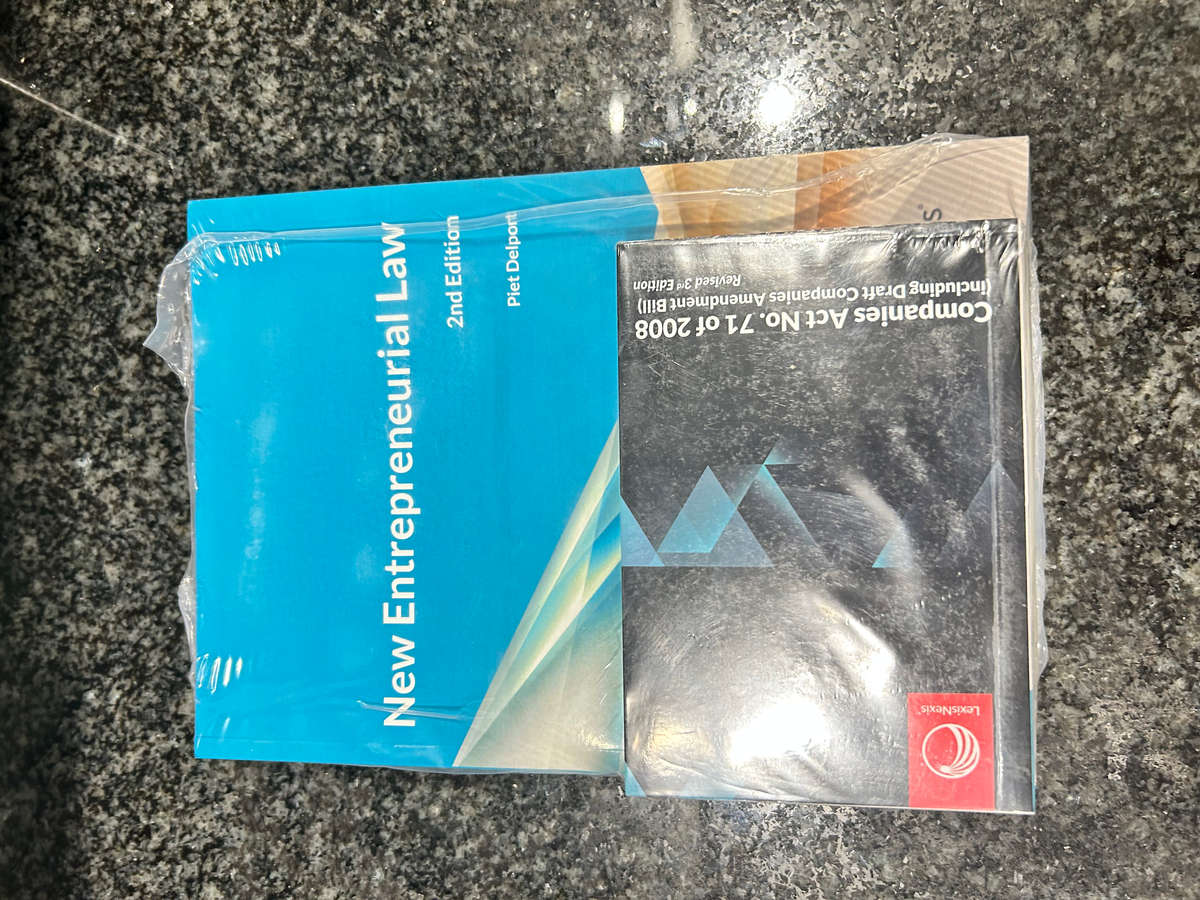 New Entrepreneurial Law
2nd Edition
Piet Delport
Companies Act No. 71 of 2008
(including Draft Companies Amendment Bill)
Revised 3rd Edition
LexisNexis